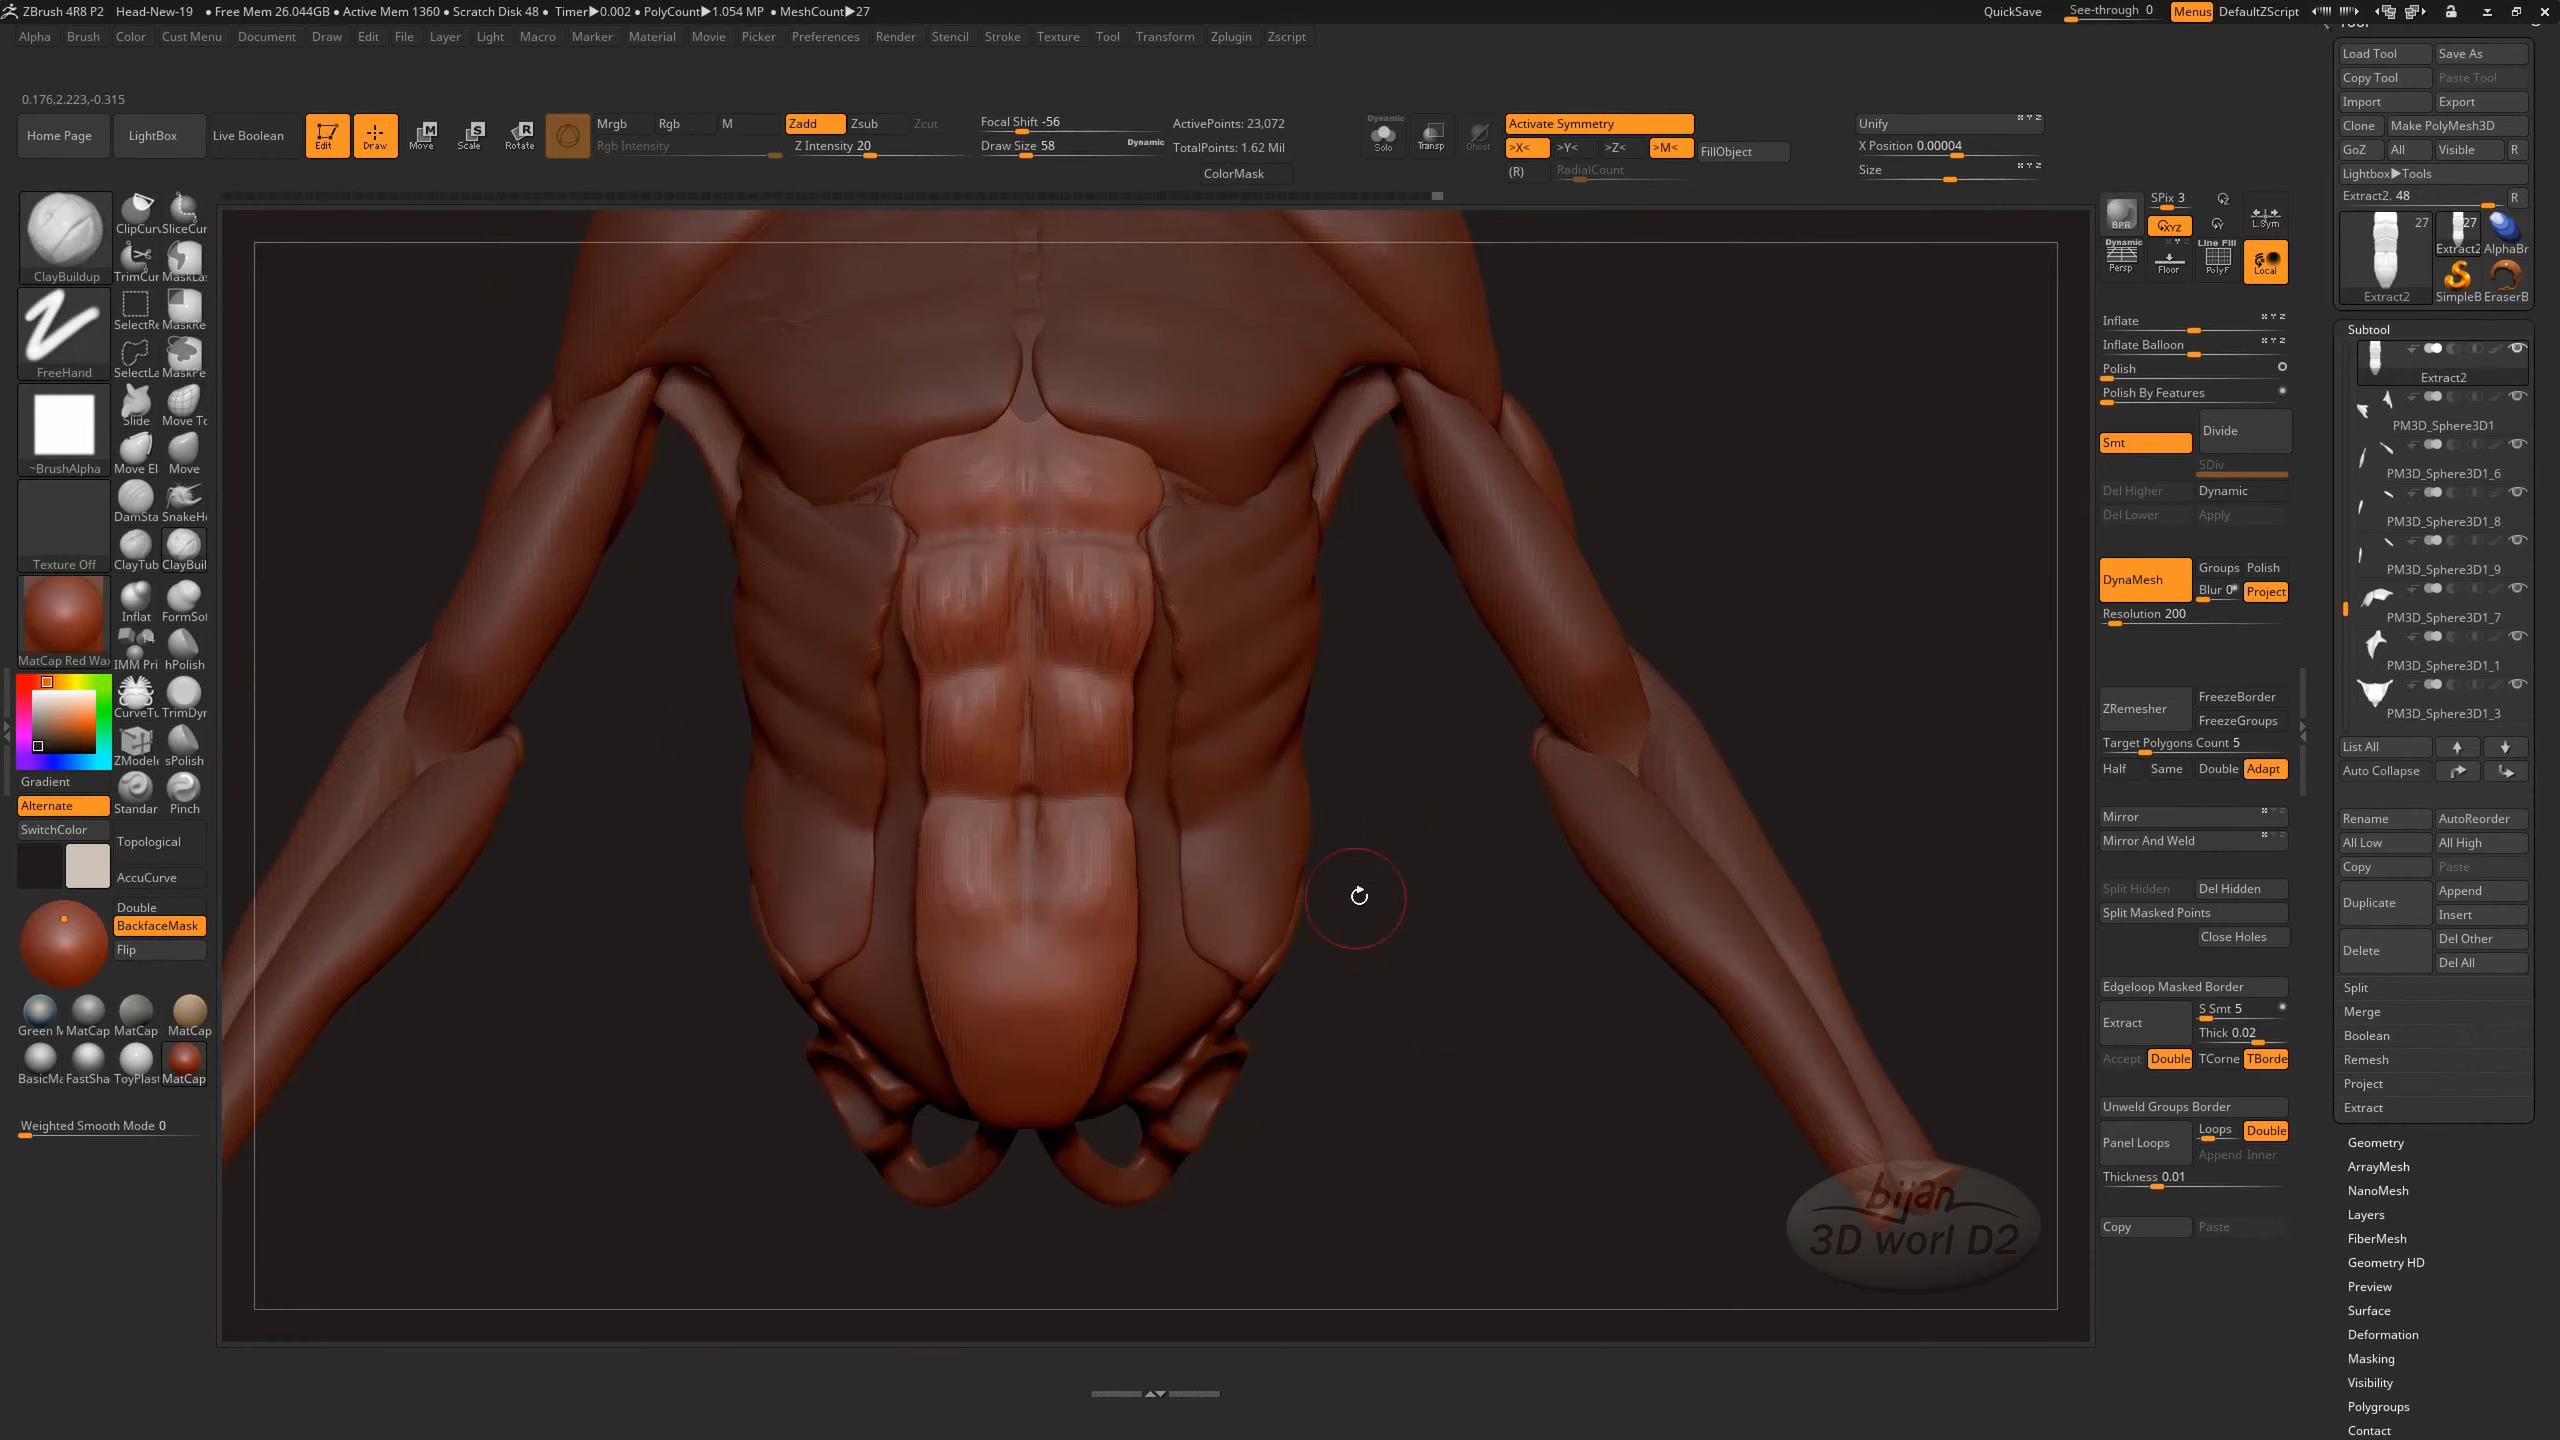 ZBrush 4R8 P2 Head-New-19 • Free Mem 26.044GB • Active Mem 1360 • Scratch Disk 48 • Timer▶0.002 • PolyCount▶1.054 MP • MeshCount▶27 QuickSave See-through 0 Menus DefaultZScript
Alpha Brush Color Cust Menu Document Draw Edit File Layer Light Macro Marker Material Movie Picker Preferences Render Stencil Stroke Texture Tool Transform Zplugin Zscript
0.176,2.223,-0.315
Home Page LightBox Live Boolean Edit Draw Move Scale Rotate
Mrgb Rgb M Zadd Zsub Zcut Focal Shift -56 ActivePoints: 23,072
Rgb Intensity Z Intensity 20 Draw Size 58 Dynamic TotalPoints: 1.62 Mil
ColorMask
Dynamic Solo Transp Ghost
Activate Symmetry
>X< >Y< >Z< >M< FillObject
(R) RadialCount
Unify
X Position 0.00004
Size
ClayBuildup
FreeHand
~BrushAlpha
Texture Off
MatCap Red Wax
ClipCurv SliceCur
TrimCur MaskLa
SelectRe MaskRe
SelectLa MaskPe
Slide Move To
Move El Move
DamSta SnakeHo
ClayTub ClayBuil
Inflat FormSof
14
IMM Pri hPolish
CurveTu TrimDyr
ZModele sPolish
Standar Pinch
Gradient
Alternate
SwitchColor
Topological
AccuCurve
Double
BackfaceMask
Flip
Green M MatCap MatCap MatCap
BasicMa FastSha ToyPlast MatCap
Weighted Smooth Mode 0
bijan
3D worl D2
BPR SPix 3
XYZ L.Sym
Dynamic Persp Floor Line Fill PolyF Local
Inflate
Inflate Balloon
Polish
Polish By Features
Smt Divide
SDiv
Del Higher Dynamic
Del Lower Apply
DynaMesh Groups Polish
Blur 0 Project
Resolution 200
ZRemesher FreezeBorder
FreezeGroups
Target Polygons Count 5
Half Same Double Adapt
Mirror
Mirror And Weld
Split Hidden Del Hidden
Split Masked Points
Close Holes
Edgeloop Masked Border
Extract S Smt 5
Thick 0.02
Accept Double TCorne TBorde
Unweld Groups Border
Panel Loops Loops Double
Append Inner
Thickness 0.01
Copy Paste
Load Tool Save As
Copy Tool Paste Tool
Import Export
Clone Make PolyMesh3D
GoZ All Visible R
Lightbox▶Tools
Extract2. 48 R
27 27
Extract2 AlphaBr
Extract2 SimpleB EraserB
Subtool
Extract2
PM3D_Sphere3D1
PM3D_Sphere3D1_6
PM3D_Sphere3D1_8
PM3D_Sphere3D1_9
PM3D_Sphere3D1_7
PM3D_Sphere3D1_1
PM3D_Sphere3D1_3
List All
Auto Collapse
Rename AutoReorder
All Low All High
Copy Paste
Duplicate Append
Insert
Delete Del Other
Del All
Split
Merge
Boolean
Remesh
Project
Extract
Geometry
ArrayMesh
NanoMesh
Layers
FiberMesh
Geometry HD
Preview
Surface
Deformation
Masking
Visibility
Polygroups
Contact